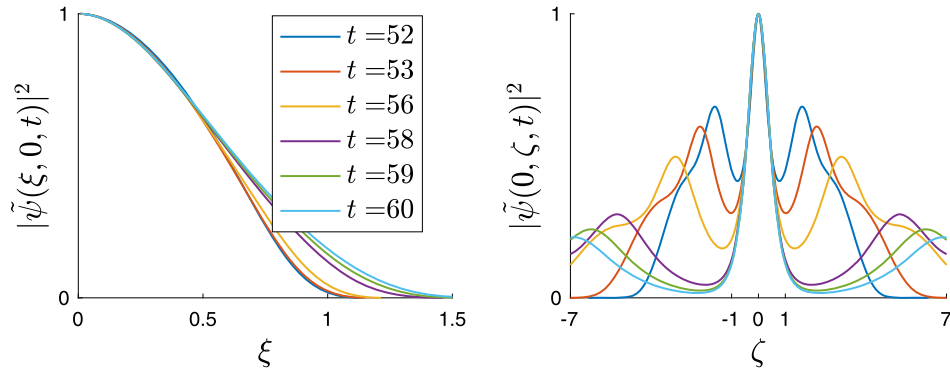 1
0
0
0.5
1
1.5
ξ
|ψ̃(ξ, 0, t)|²
t =52
t =53
t =56
t =58
t =59
t =60
1
0
-7
-1
0
1
7
ζ
|ψ̃(0, ζ, t)|²